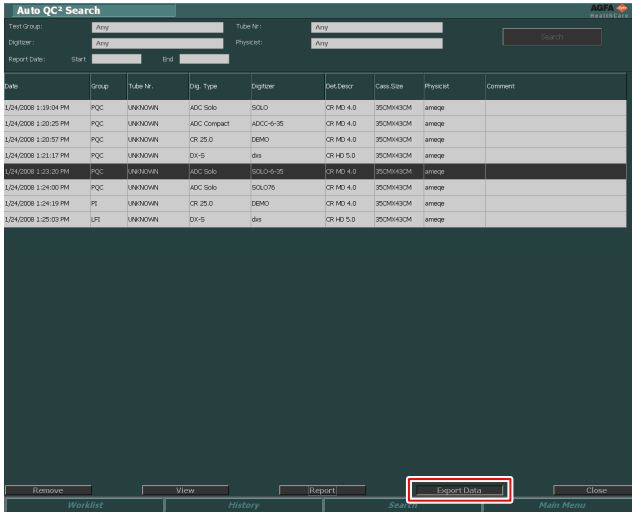 Auto QC² Search
AGFA
HealthCare
Test Group: Any Tube Nr: Any
Digitizer: Any Physicist: Any Search
Report Date: Start End
Date Group Tube Nr. Dig. Type Digitizer Det.Descr Cass.Size Physicist Comment
1/24/2008 1:19:04 PM PQC UNKNOWN ADC Solo SOLO CR MD 4.0 35CMX43CM ameqe
1/24/2008 1:20:25 PM PQC UNKNOWN ADC Compact ADCC-6-35 CR MD 4.0 35CMX43CM ameqe
1/24/2008 1:20:57 PM PQC UNKNOWN CR 25.0 DEMO CR MD 4.0 35CMX43CM ameqe
1/24/2008 1:21:17 PM PQC UNKNOWN DX-S dxs CR HD 5.0 35CMX43CM ameqe
1/24/2008 1:23:20 PM PQC UNKNOWN ADC Solo SOLO-6-35 CR MD 4.0 35CMX43CM ameqe
1/24/2008 1:24:00 PM PQC UNKNOWN ADC Solo SOLO76 CR MD 4.0 35CMX43CM ameqe
1/24/2008 1:24:19 PM PI UNKNOWN CR 25.0 DEMO CR MD 4.0 35CMX43CM ameqe
1/24/2008 1:25:03 PM LFI UNKNOWN DX-S dxs CR HD 5.0 35CMX43CM ameqe
Remove View Report Export Data Close
Worklist History Search Main Menu